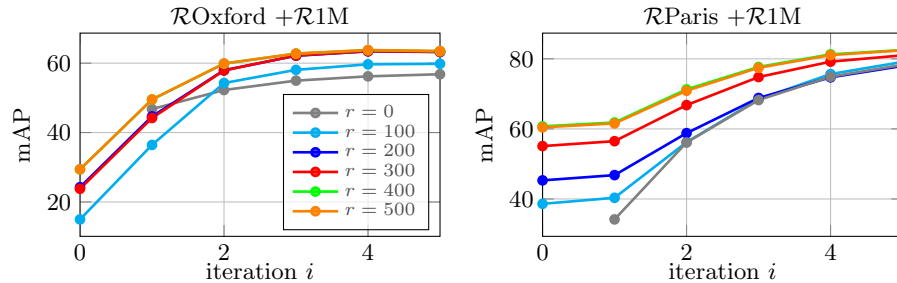 ℛOxford +ℛ1M
mAP
60
40
20
0
2
4
iteration i
r = 0
r = 100
r = 200
r = 300
r = 400
r = 500
ℛParis +ℛ1M
mAP
80
60
40
0
2
4
iteration i